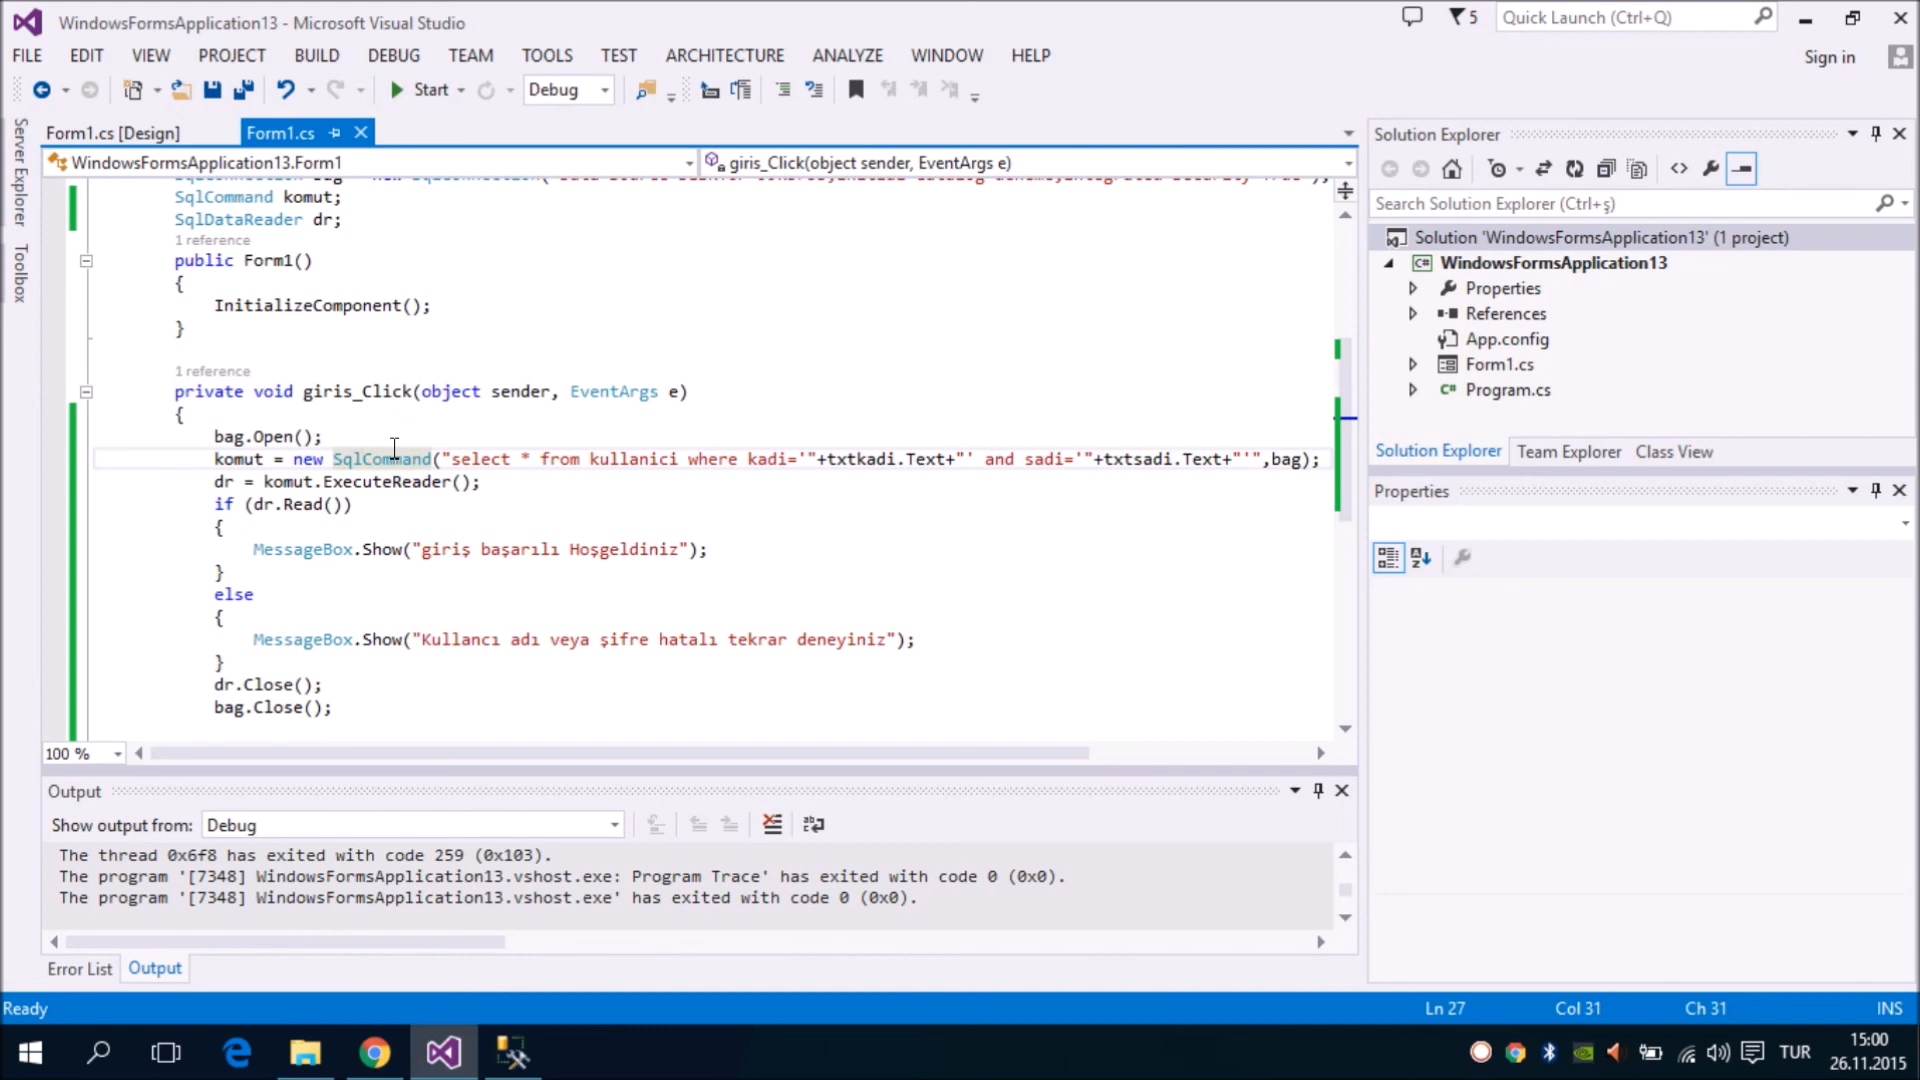 WindowsFormsApplication13 - Microsoft Visual Studio
5
Quick Launch (Ctrl+Q)
FILE EDIT VIEW PROJECT BUILD DEBUG TEAM TOOLS TEST ARCHITECTURE ANALYZE WINDOW HELP
Sign in
Start
Debug
Server Explorer
Toolbox
Form1.cs [Design]
Form1.cs
WindowsFormsApplication13.Form1
giris_Click(object sender, EventArgs e)
SqlCommand komut;
SqlDataReader dr;
1 reference
public Form1()
{
InitializeComponent();
}
1 reference
private void giris_Click(object sender, EventArgs e)
{
bag.Open();
komut = new SqlCommand("select * from kullanici where kadi='"+txtkadi.Text+"' and sadi='"+txtsadi.Text+"'",bag);
dr = komut.ExecuteReader();
if (dr.Read())
{
MessageBox.Show("giriş başarılı Hoşgeldiniz");
}
else
{
MessageBox.Show("Kullancı adı veya şifre hatalı tekrar deneyiniz");
}
dr.Close();
bag.Close();
100 %
Output
Show output from: Debug
The thread 0x6f8 has exited with code 259 (0x103).
The program '[7348] WindowsFormsApplication13.vshost.exe: Program Trace' has exited with code 0 (0x0).
The program '[7348] WindowsFormsApplication13.vshost.exe' has exited with code 0 (0x0).
Error List
Output
Solution Explorer
Search Solution Explorer (Ctrl+ş)
Solution 'WindowsFormsApplication13' (1 project)
C# WindowsFormsApplication13
Properties
References
App.config
Form1.cs
C# Program.cs
Solution Explorer Team Explorer Class View
Properties
Ready
Ln 27
Col 31
Ch 31
INS
TUR
15:00
26.11.2015